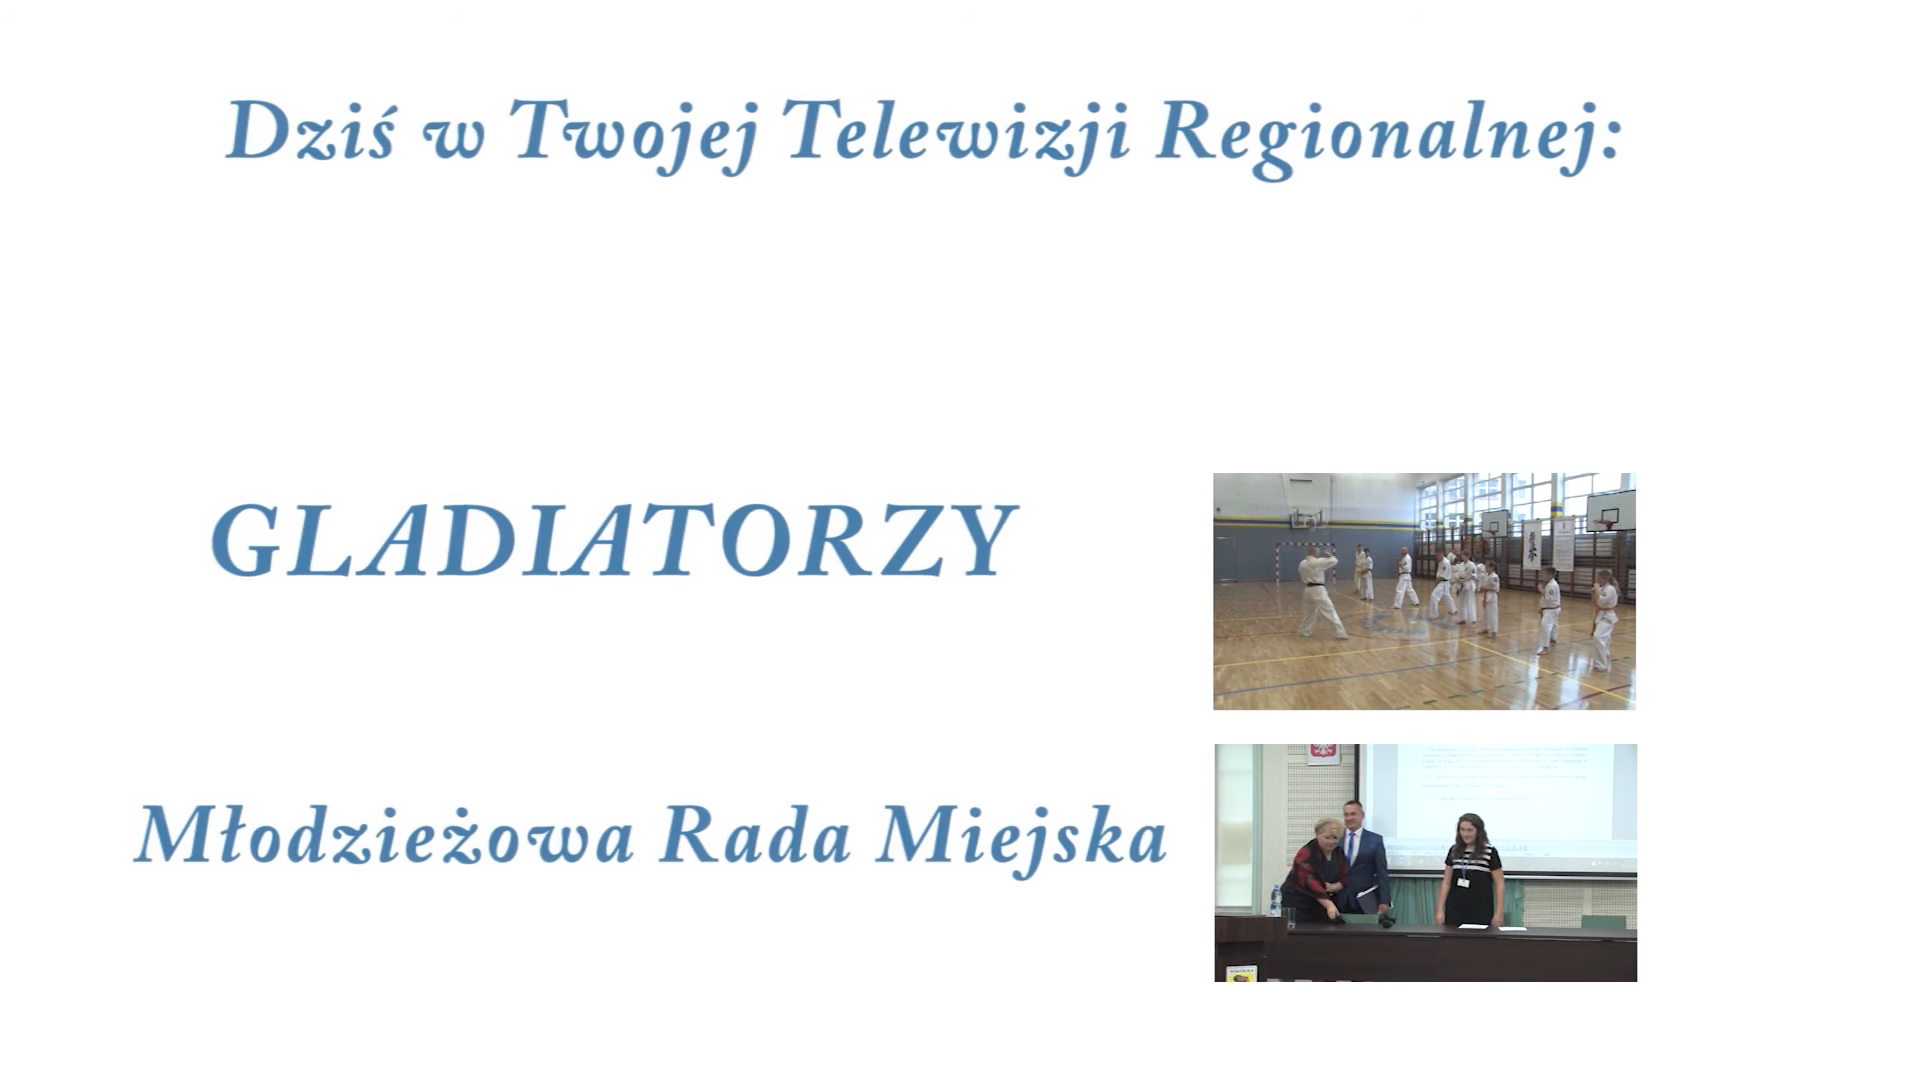 Dziś w Twojej Telewizji Regionalnej:
GLADIATORZY
Młodzieżowa Rada Miejska